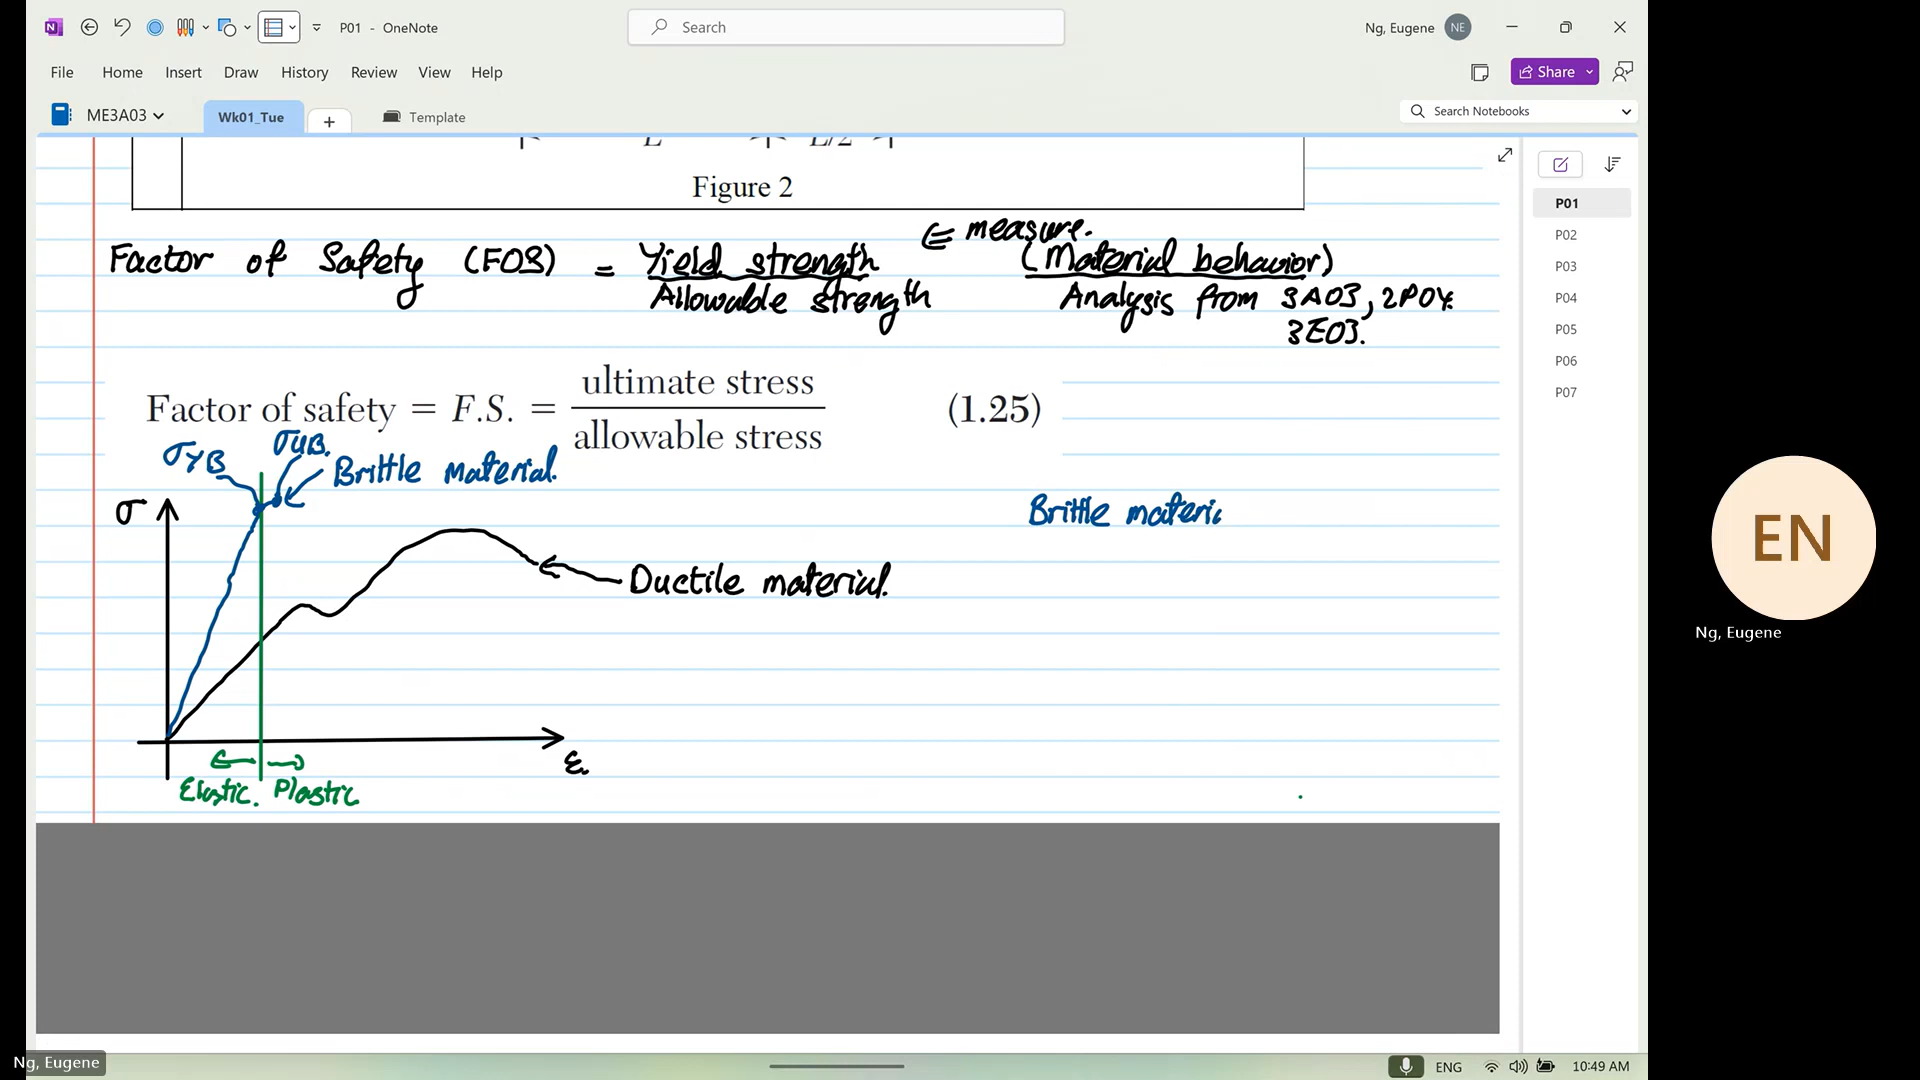 P01 - OneNote
Search
Ng, Eugene
NE
File Home Insert Draw History Review View Help
Share
ME3A03
Wk01_Tue
+
Template
Search Notebooks
L L/2
Figure 2
P01
P02
P03
P04
P05
P06
P07
⇐ measure.
Factor of Safety (FOS) = Yield strength (Material behavior)
Allowable strength Analysis from 3A03, 2P04.
3E03.
Factor of safety = F.S. = ultimate stress (1.25)
allowable stress
σYB σUB.
Brittle material.
σ
Brittle materi
Ductile material.
ε.
Elastic. Plastic
EN
Ng, Eugene
Ng, Eugene
ENG
10:49 AM